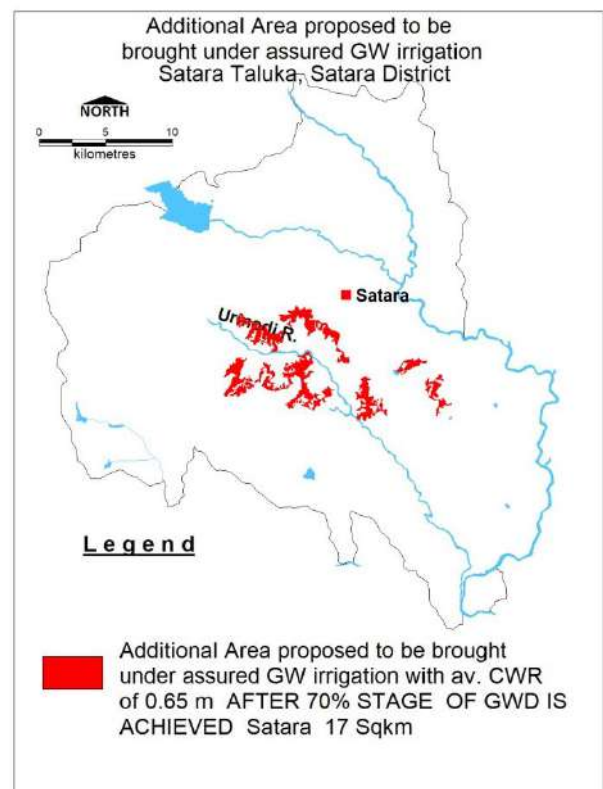 Additional Area proposed to be
brought under assured GW irrigation
Satara Taluka, Satara District
NORTH
0 5 10
kilometres
Satara
Urmodi R.
Legend
Additional Area proposed to be brought
under assured GW irrigation with av. CWR
of 0.65 m AFTER 70% STAGE OF GWD IS
ACHIEVED Satara 17 Sqkm